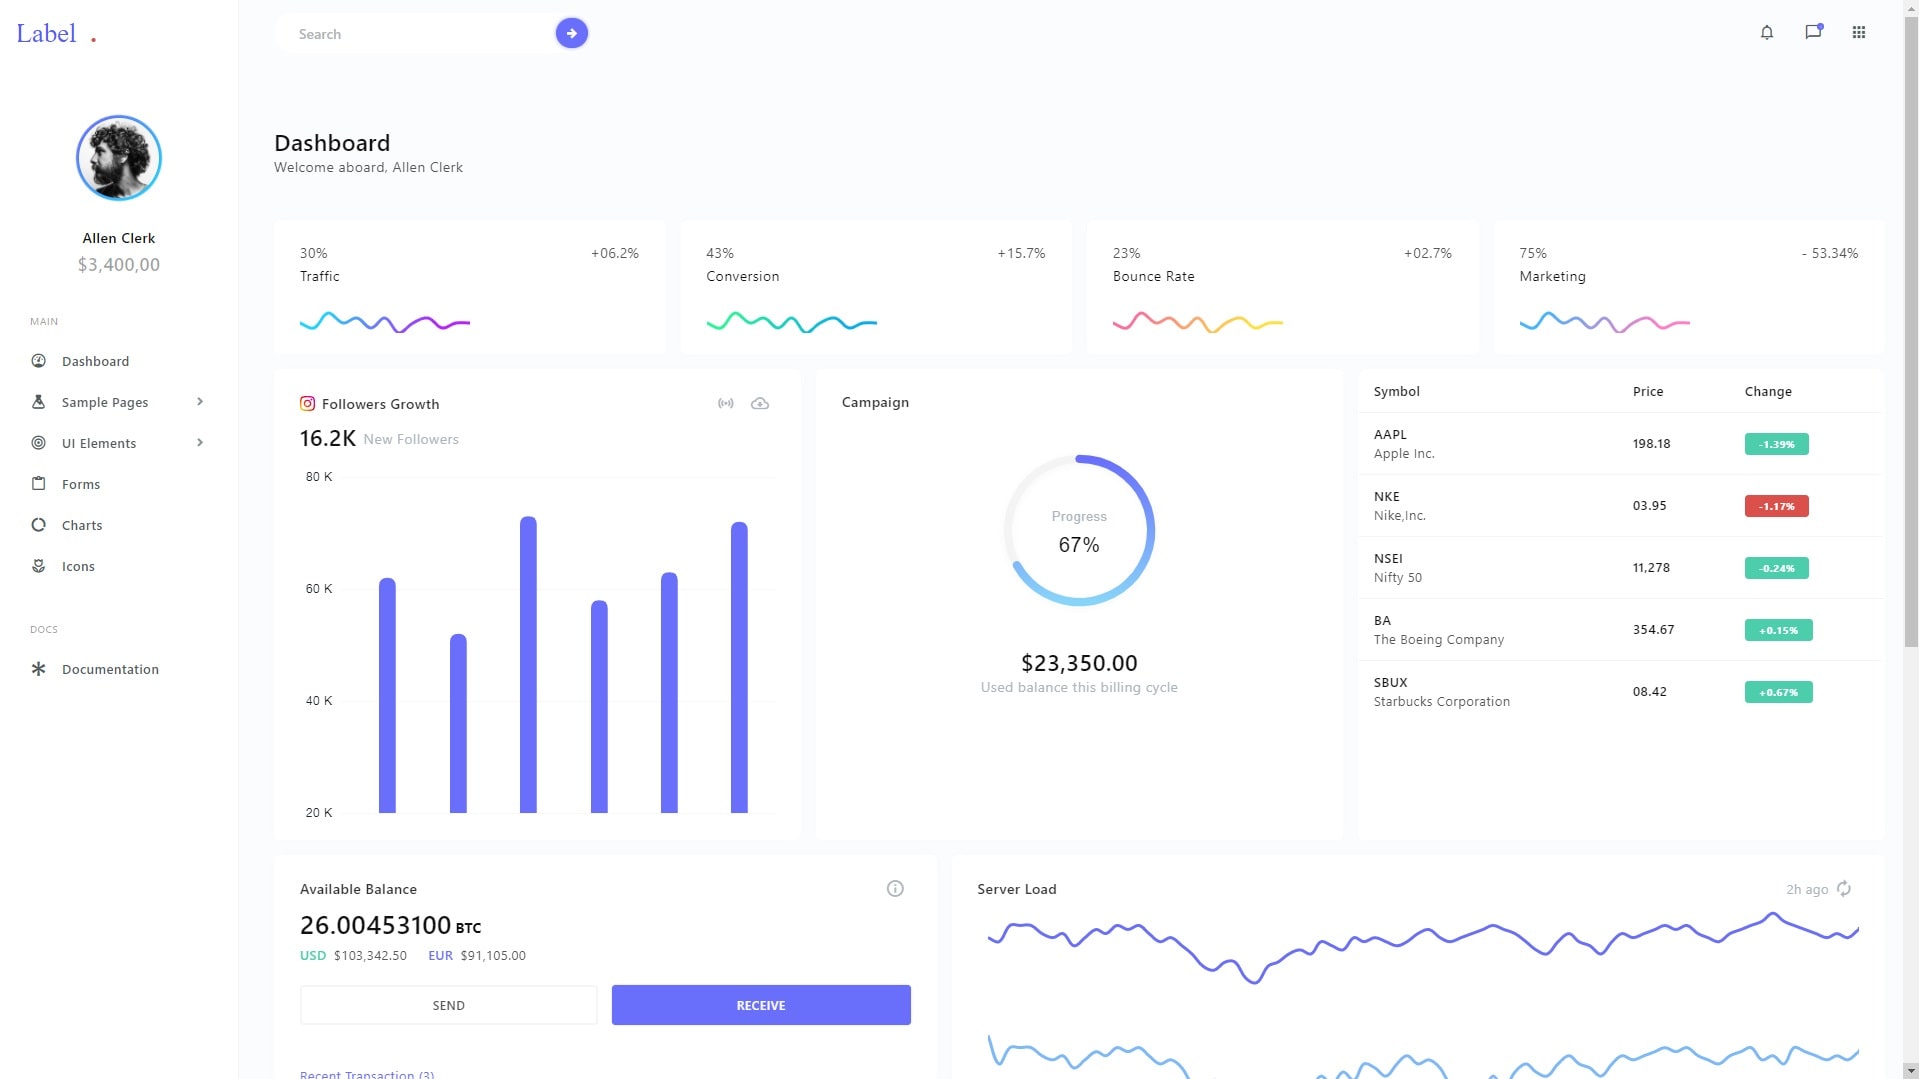 Label .
Search
Allen Clerk
$3,400,00
MAIN
Dashboard
Sample Pages
UI Elements
Forms
Charts
Icons
DOCS
Documentation
Dashboard
Welcome aboard, Allen Clerk
30% +06.2%
Traffic
43% +15.7%
Conversion
23% +02.7%
Bounce Rate
75% - 53.34%
Marketing
Followers Growth
16.2K New Followers
80 K
60 K
40 K
20 K
Campaign
Progress
67%
$23,350.00
Used balance this billing cycle
Symbol Price Change
AAPL
Apple Inc.
198.18 -1.39%
NKE
Nike,Inc.
03.95 -1.17%
NSEI
Nifty 50
11,278 -0.24%
BA
The Boeing Company
354.67 +0.15%
SBUX
Starbucks Corporation
08.42 +0.67%
Available Balance
26.00453100 BTC
USD $103,342.50 EUR $91,105.00
SEND RECEIVE
Recent Transaction (3)
Server Load 2h ago